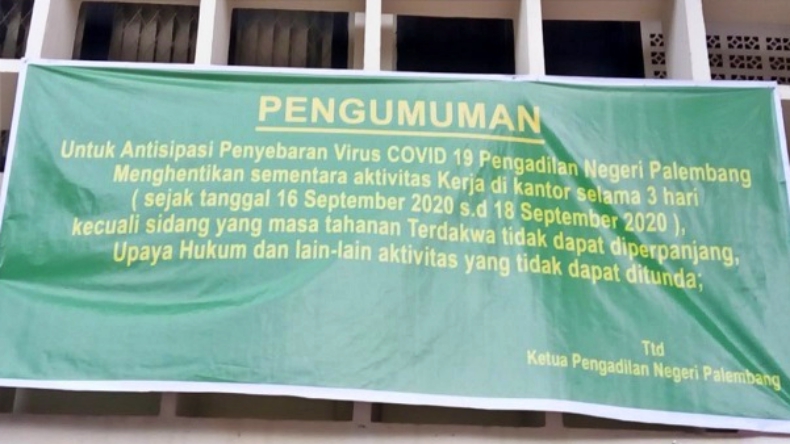 PENGUMUMAN
Untuk Antisipasi Penyebaran Virus COVID 19 Pengadilan Negeri Palembang
Menghentikan sementara aktivitas Kerja di kantor selama 3 hari
( sejak tanggal 16 September 2020 s.d 18 September 2020 ),
kecuali sidang yang masa tahanan Terdakwa tidak dapat diperpanjang,
Upaya Hukum dan lain-lain aktivitas yang tidak dapat ditunda;
Ttd
Ketua Pengadilan Negeri Palembang